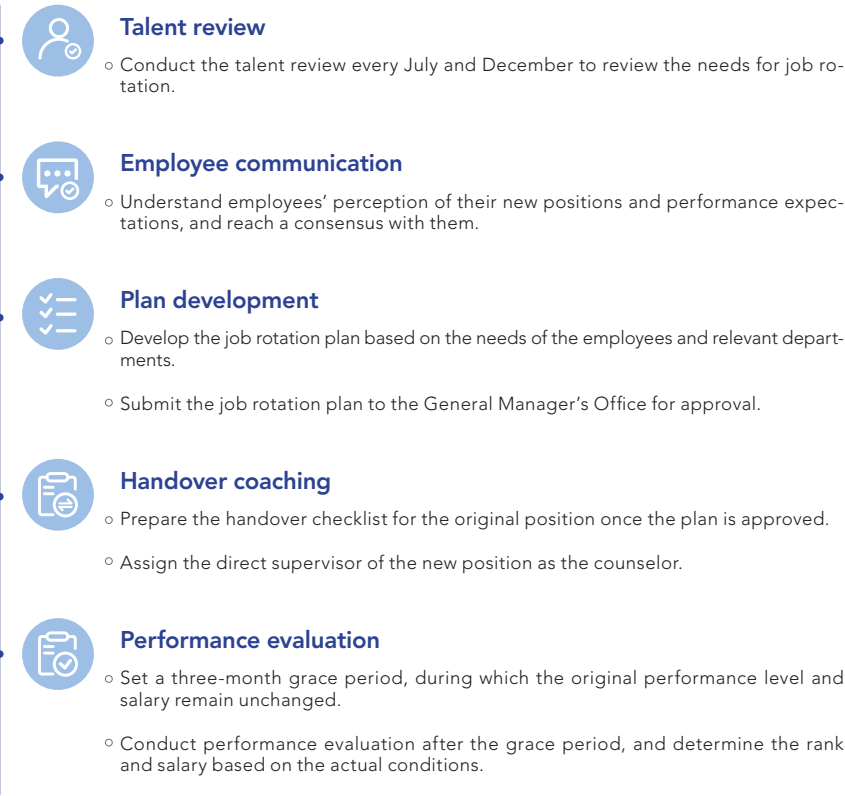 Talent review
○ Conduct the talent review every July and December to review the needs for job ro-
tation.
Employee communication
○ Understand employees’ perception of their new positions and performance expec-
tations, and reach a consensus with them.
Plan development
○ Develop the job rotation plan based on the needs of the employees and relevant depart-
ments.
○ Submit the job rotation plan to the General Manager’s Office for approval.
Handover coaching
○ Prepare the handover checklist for the original position once the plan is approved.
○ Assign the direct supervisor of the new position as the counselor.
Performance evaluation
○ Set a three-month grace period, during which the original performance level and
salary remain unchanged.
○ Conduct performance evaluation after the grace period, and determine the rank
and salary based on the actual conditions.